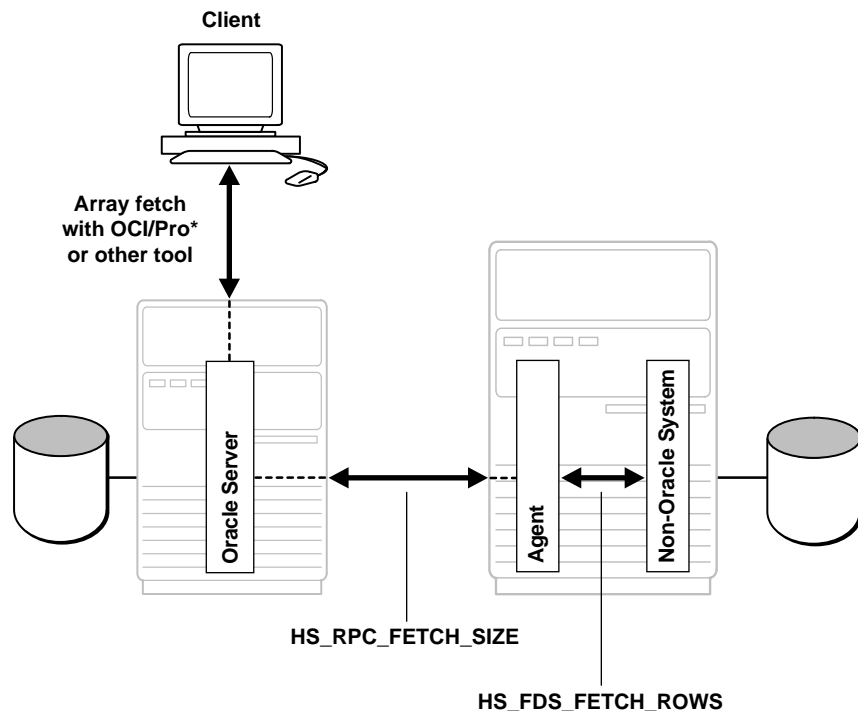 Client
Array fetch
with OCI/Pro*
or other tool
Oracle Server
Agent
Non-Oracle System
HS_RPC_FETCH_SIZE
HS_FDS_FETCH_ROWS